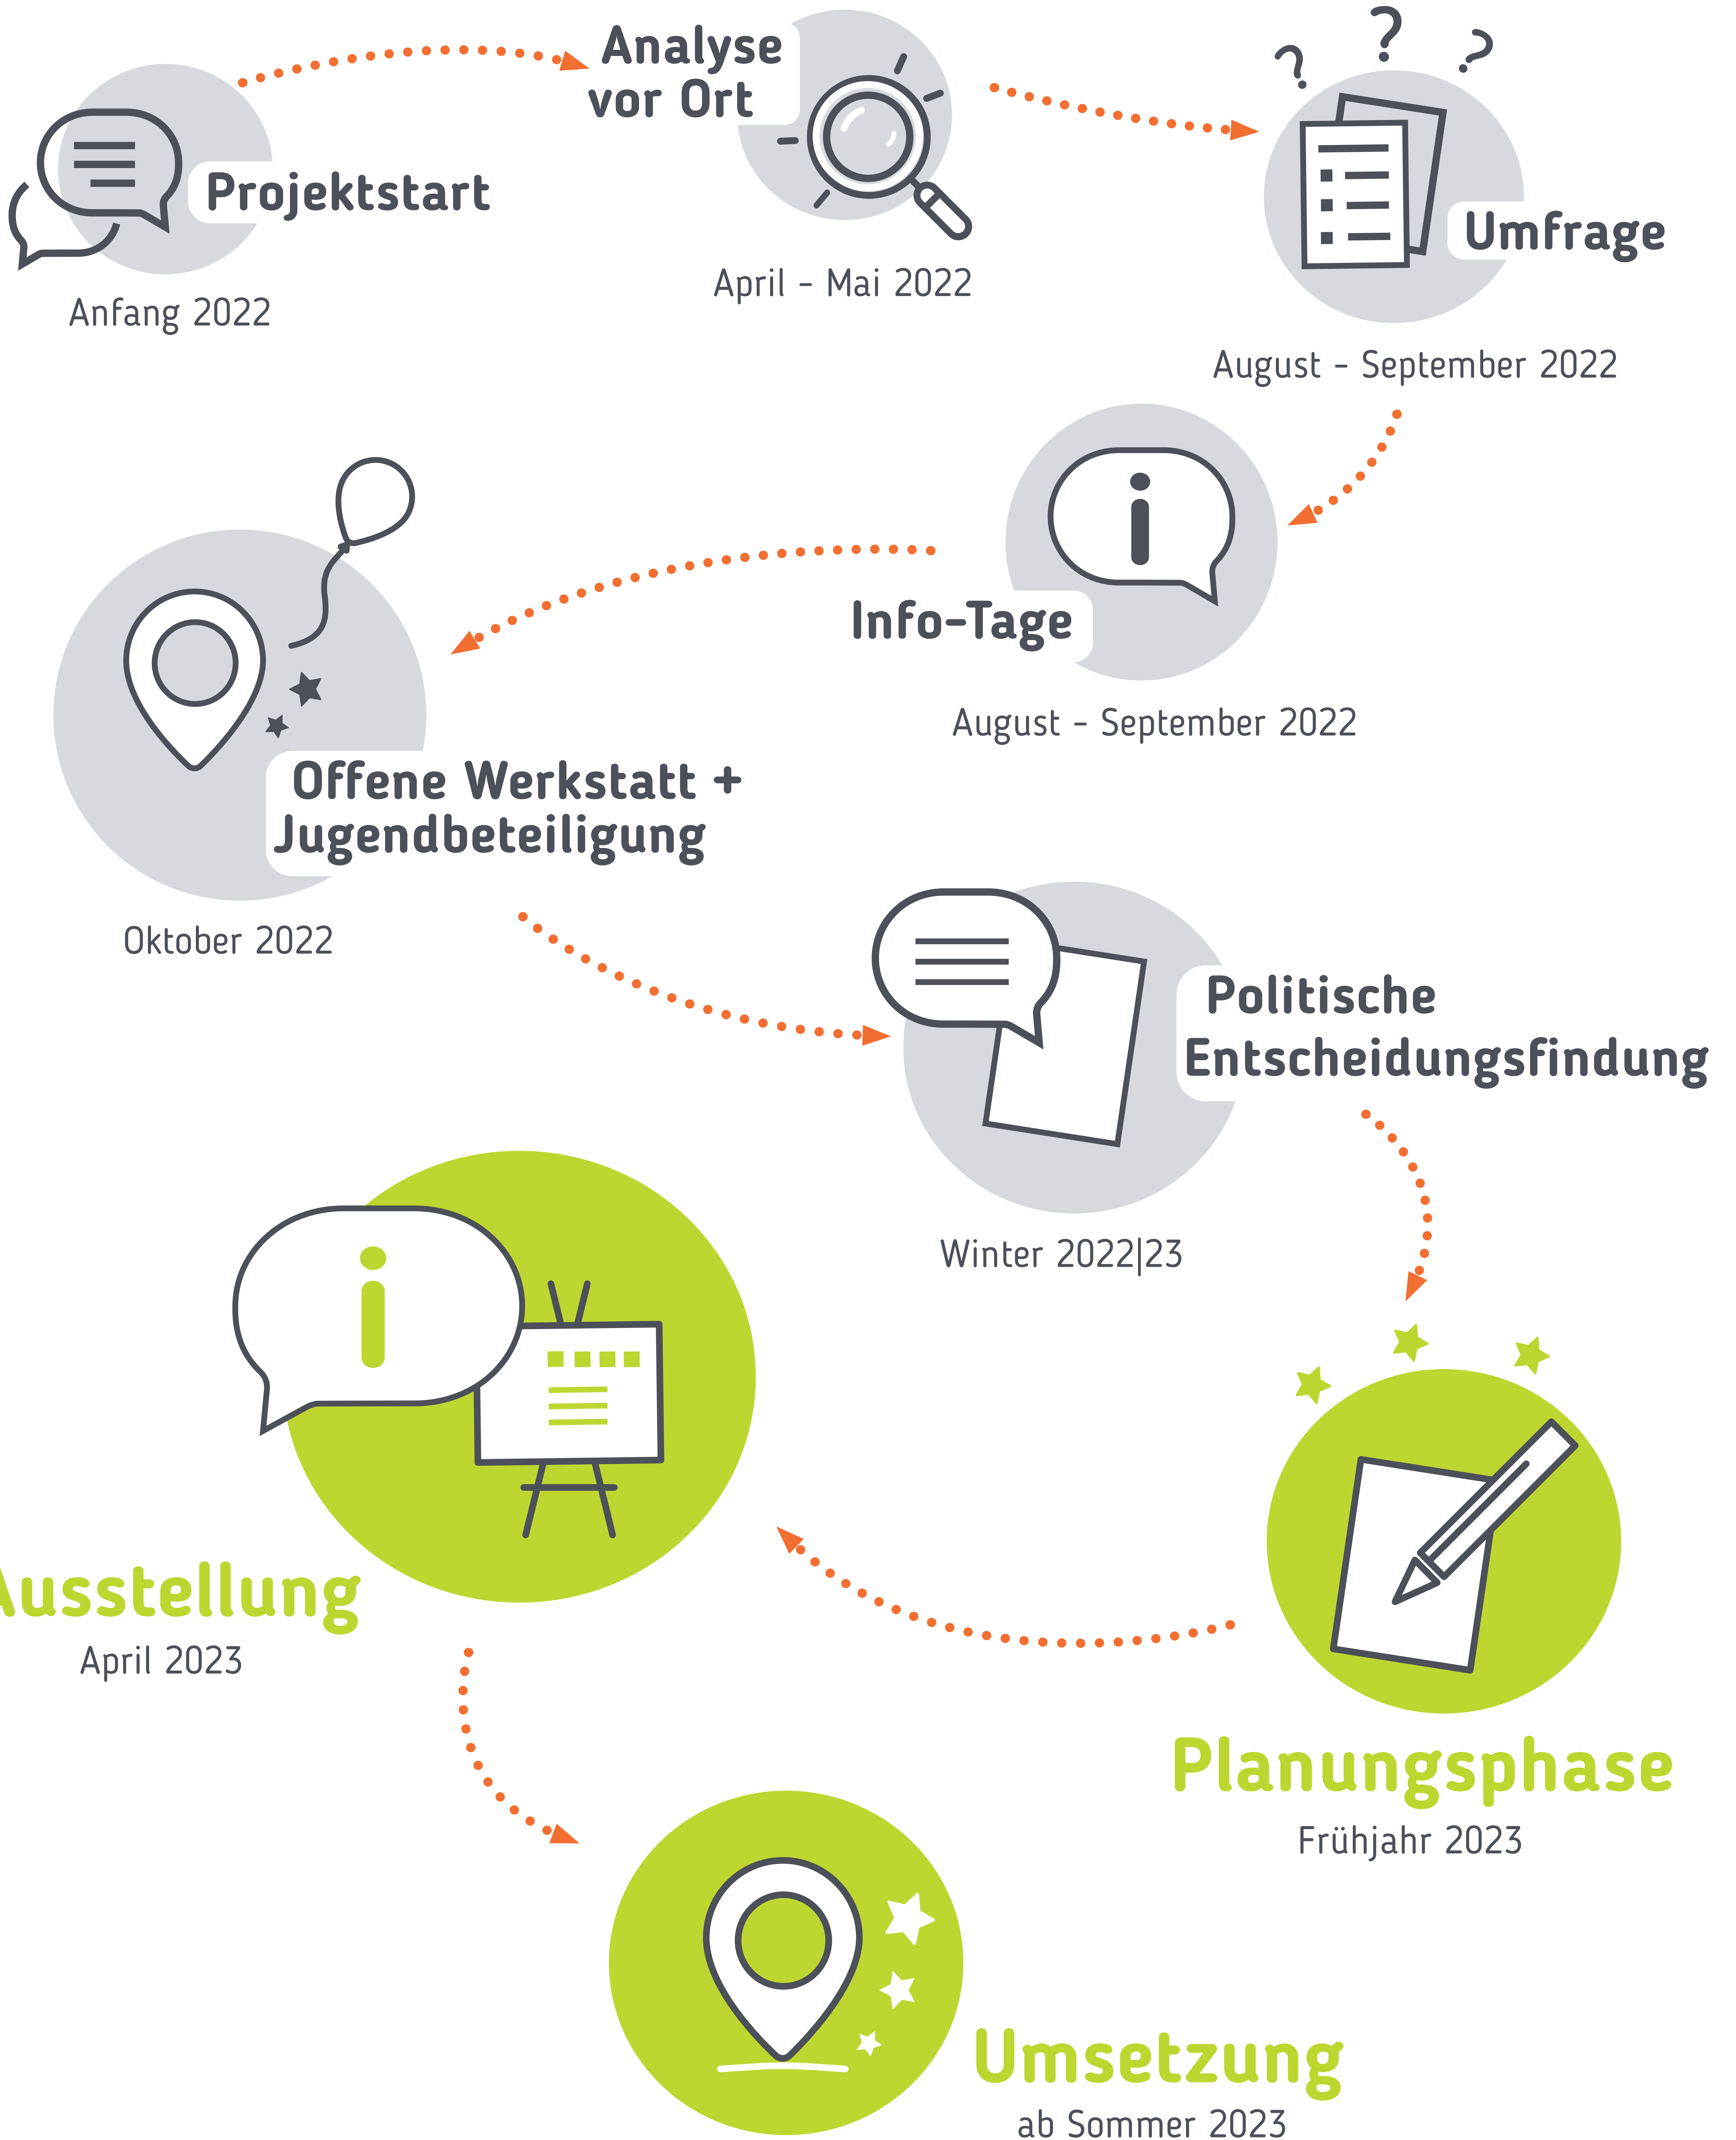 Projektstart
Anfang 2022
Analyse
vor Ort
April - Mai 2022
? ? ?
Umfrage
August - September 2022
i
Info-Tage
August - September 2022
Offene Werkstatt +
Jugendbeteiligung
Oktober 2022
Politische
Entscheidungsfindung
Winter 2022|23
Planungsphase
Frühjahr 2023
i
Ausstellung
April 2023
Umsetzung
ab Sommer 2023